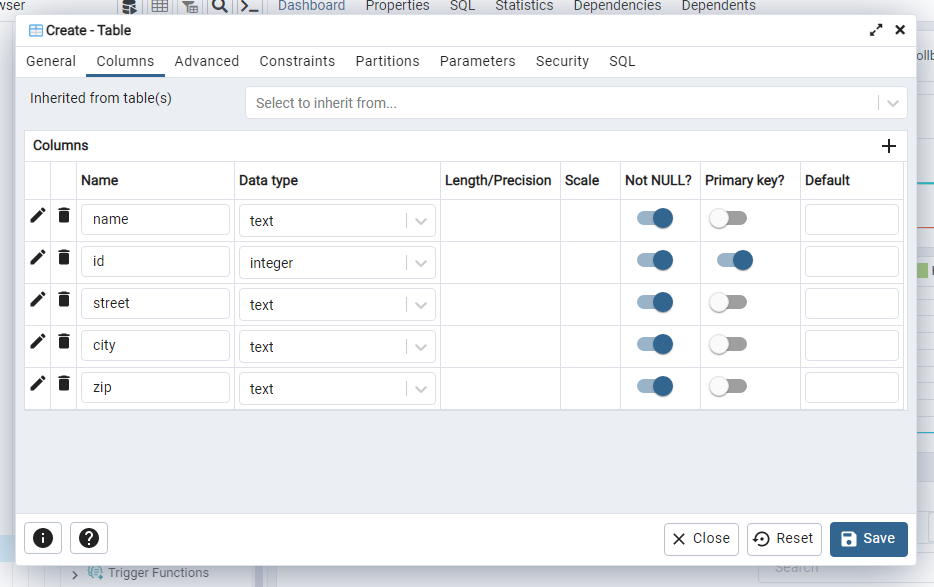 wser Dashboard Properties SQL Statistics Dependencies Dependents
Create - Table
General Columns Advanced Constraints Partitions Parameters Security SQL
ollb
Inherited from table(s) Select to inherit from...
Columns
Name Data type Length/Precision Scale Not NULL? Primary key? Default
name text
id integer
street text
city text
zip text
Close Reset Save
Trigger Functions Search